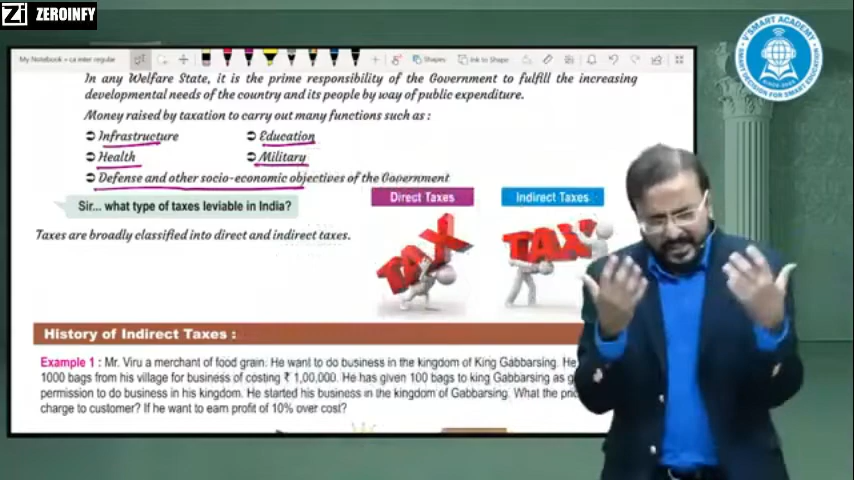 Zi ZEROINFY
My Notebook » ca inter regular
Shapes
Ink to Shape
In any Welfare State, it is the prime responsibility of the Government to fulfill the increasing
developmental needs of the country and its people by way of public expenditure.
Money raised by taxation to carry out many functions such as :
Infrastructure
Education
Health
Military
Defense and other socio-economic objectives of the Government
Sir... what type of taxes leviable in India?
Direct Taxes
Indirect Taxes
TAX
TAX
Taxes are broadly classified into direct and indirect taxes.
History of Indirect Taxes :
Example 1 : Mr. Viru a merchant of food grain. He want to do business in the kingdom of King Gabbarsing. He
1000 bags from his village for business of costing ₹ 1,00,000. He has given 100 bags to king Gabbarsing as
permission to do business in his kingdom. He started his business in the kingdom of Gabbarsing. What the
charge to customer? If he want to earn profit of 10% over cost?
V'SMART ACADEMY
SMART DECISION FOR SMART EDUCATION